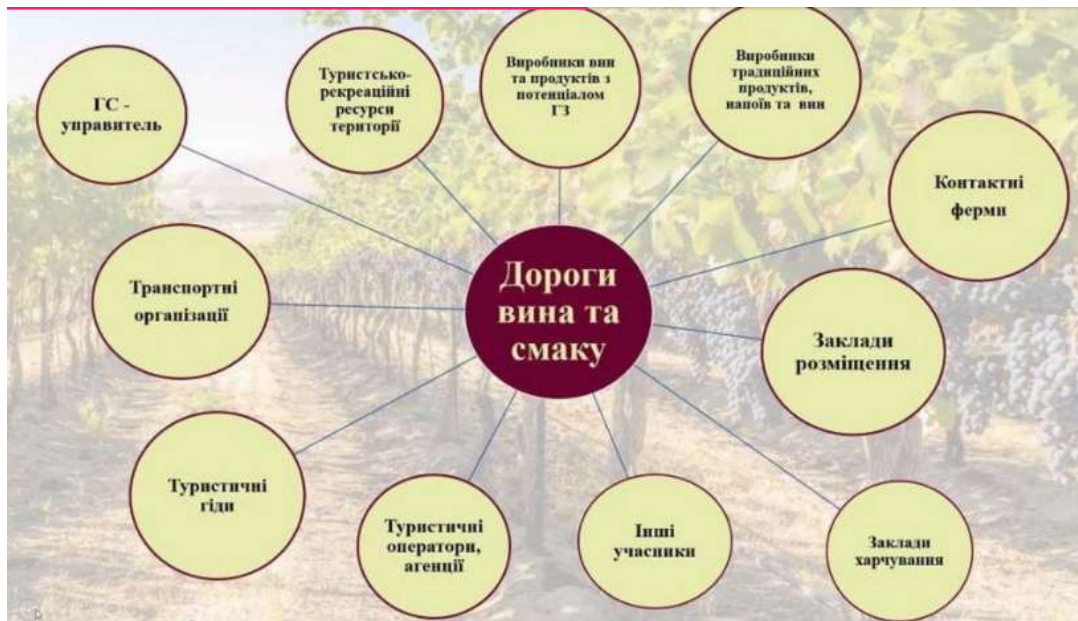 ГС -
управитель
Туристсько-
рекреаційні
ресурси
території
Виробники вин
та продуктів з
потенціалом
ГЗ
Виробники
традиційних
продуктів,
напоїв та вин
Контактні
ферми
Дороги
вина та
смаку
Транспортні
організації
Заклади
розміщення
Туристичні
гіди
Туристичні
оператори,
агенції
Інші
учасники
Заклади
харчування